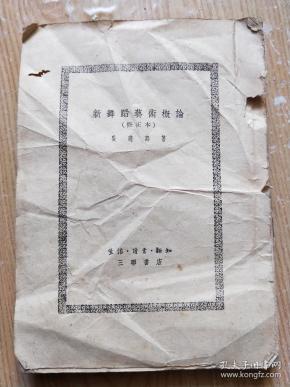 新舞蹈藝術概論
(修正本)
吳曉邦 著
生活·讀書·新知
三聯書店
孔夫子旧书网